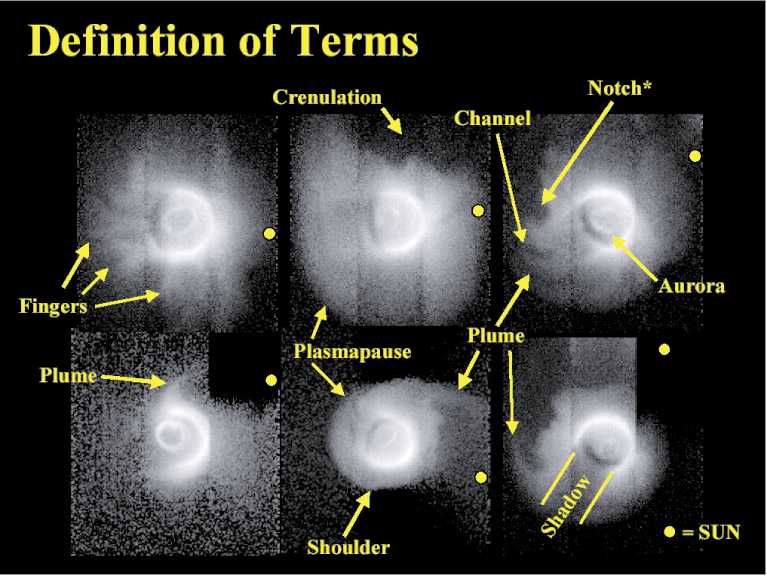 Definition of Terms
Crenulation
Notch*
Channel
Fingers
Aurora
Plasmapause
Plume
Plume
Shadow
Shoulder
= SUN